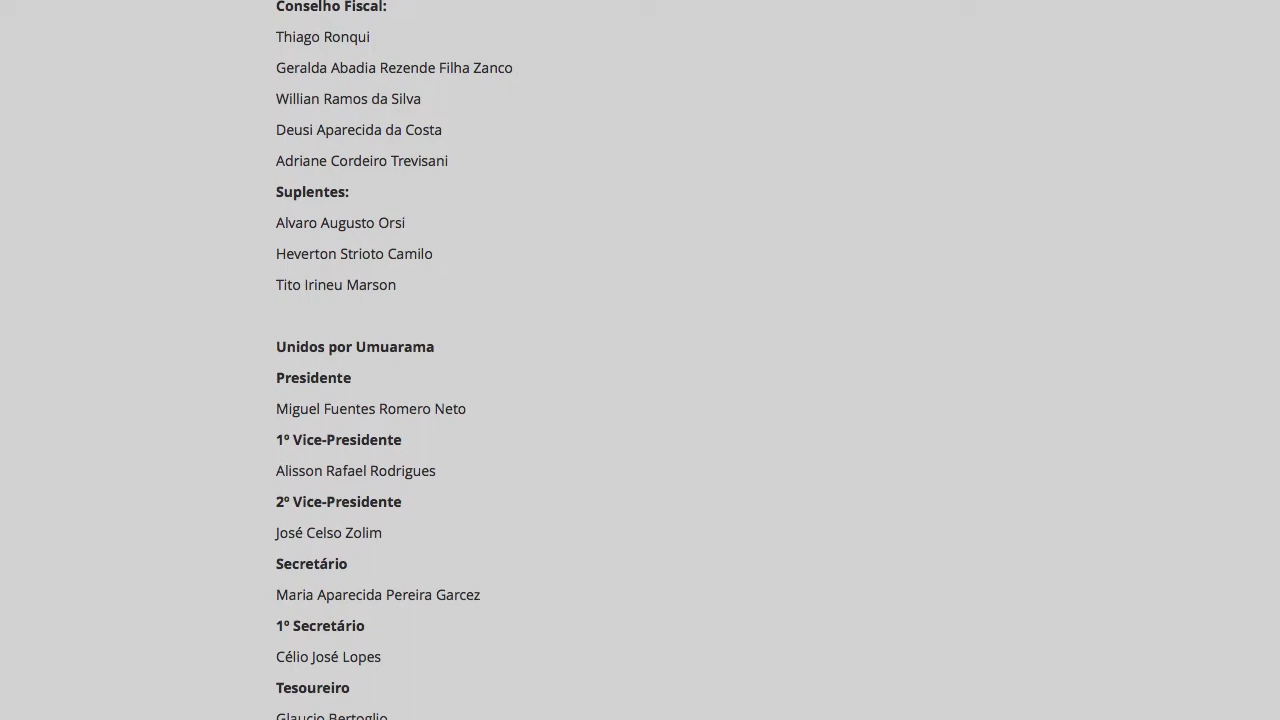 Conselho Fiscal:
Thiago Ronqui
Geralda Abadia Rezende Filha Zanco
Willian Ramos da Silva
Deusi Aparecida da Costa
Adriane Cordeiro Trevisani
Suplentes:
Alvaro Augusto Orsi
Heverton Strioto Camilo
Tito Irineu Marson
Unidos por Umuarama
Presidente
Miguel Fuentes Romero Neto
1º Vice-Presidente
Alisson Rafael Rodrigues
2º Vice-Presidente
José Celso Zolim
Secretário
Maria Aparecida Pereira Garcez
1º Secretário
Célio José Lopes
Tesoureiro
Glaucio Bertoglio